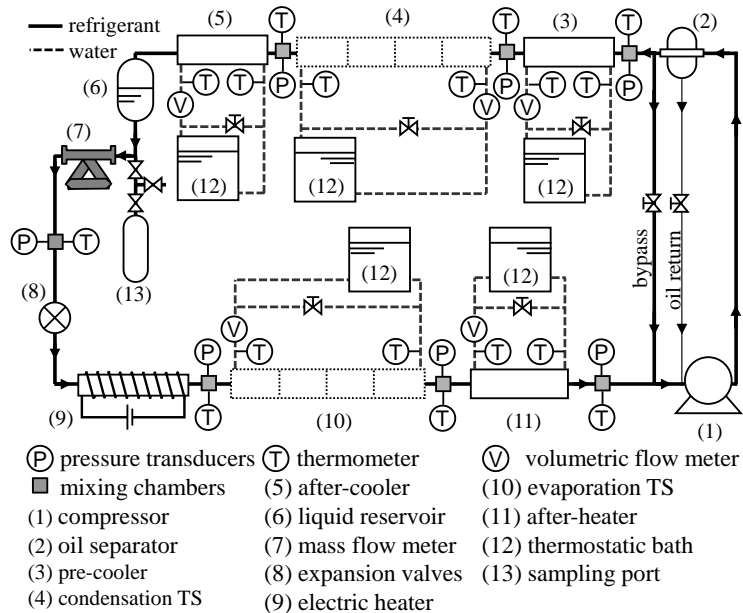 refrigerant
water
(5)
T
(4)
T
(3)
T
(2)
P
P
P
(6)
T
T
T
T
T
T
V
V
V
(7)
(12)
(12)
(12)
P
T
(13)
(12)
(12)
bypass
oil return
(8)
V
V
P
T
T
P
T
T
P
(9)
T
(10)
T
(11)
T
(1)
P pressure transducers
T thermometer
V volumetric flow meter
mixing chambers
(5) after-cooler
(10) evaporation TS
(1) compressor
(6) liquid reservoir
(11) after-heater
(2) oil separator
(7) mass flow meter
(12) thermostatic bath
(3) pre-cooler
(8) expansion valves
(13) sampling port
(4) condensation TS
(9) electric heater